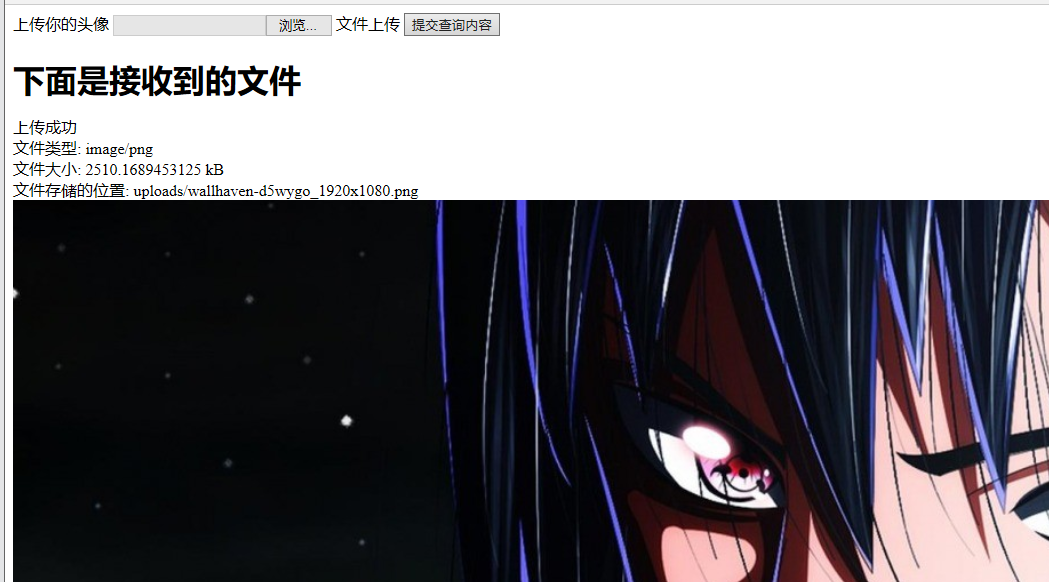 上传你的头像 浏览... 文件上传 提交查询内容
下面是接收到的文件
上传成功
文件类型: image/png
文件大小: 2510.1689453125 kB
文件存储的位置: uploads/wallhaven-d5wygo_1920x1080.png